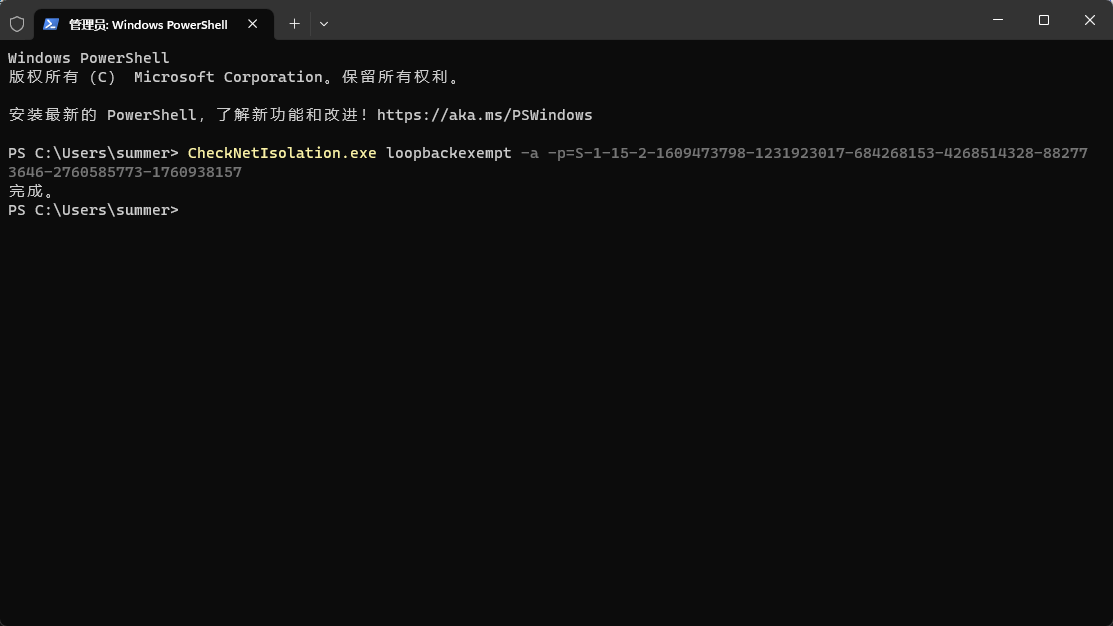 管理员: Windows PowerShell
Windows PowerShell
版权所有 (C) Microsoft Corporation。保留所有权利。
安装最新的 PowerShell，了解新功能和改进！https://aka.ms/PSWindows
PS C:\Users\summer> CheckNetIsolation.exe loopbackexempt -a -p=S-1-15-2-1609473798-1231923017-684268153-4268514328-88277
3646-2760585773-1760938157
完成。
PS C:\Users\summer>